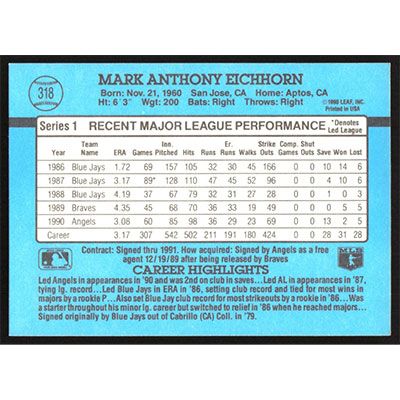 318
MARK ANTHONY EICHHORN
Born: Nov. 21, 1960 San Jose, CA Home: Aptos, CA
Ht: 6'3" Wgt: 200 Bats: Right Throws: Right
©1990 LEAF, INC.
Printed in USA
Series 1 RECENT MAJOR LEAGUE PERFORMANCE *Denotes Led League
Year Team Name ERA Games Inn. Pitched Hits Runs Er. Runs Walks Strike Outs Comp. Games Shut Outs Save Won Lost
1986 Blue Jays 1.72 69 157 105 32 30 45 166 0 0 10 14 6
1987 Blue Jays 3.17 89* 128 110 47 45 52 96 0 0 4 10 6
1988 Blue Jays 4.18 37 67 79 32 27 28 0 0 1 0 3
1989 Braves 4.35 45 68 70 36 33 19 49 0 0 0 5 5
1990 Angels 3.08 60 85 98 36 29 23 69 0 0 13 2 5
Career 3.17 307 542 502 211 191 180 424 0 0 28 31 28
Contract: Signed thru 1991. How acquired: Signed by Angels as a free
agent 12/19/89 after being released by Braves
MLBPA
CAREER HIGHLIGHTS
Led Angels in appearances in '90 and was 2nd on club in saves...Led AL in appearances in '87,
tying lg. record...Led Blue Jays in ERA in '86, setting club record and tied for most wins in
majors by a rookie P...Also set Blue Jays club record for most strikeouts by a rookie in '86...Was
a starter throughout his minor lg. career but switched to relief in '86 when he reached majors...
Signed originally by Blue Jays out of Cabrillo (CA) Coll. in '79.